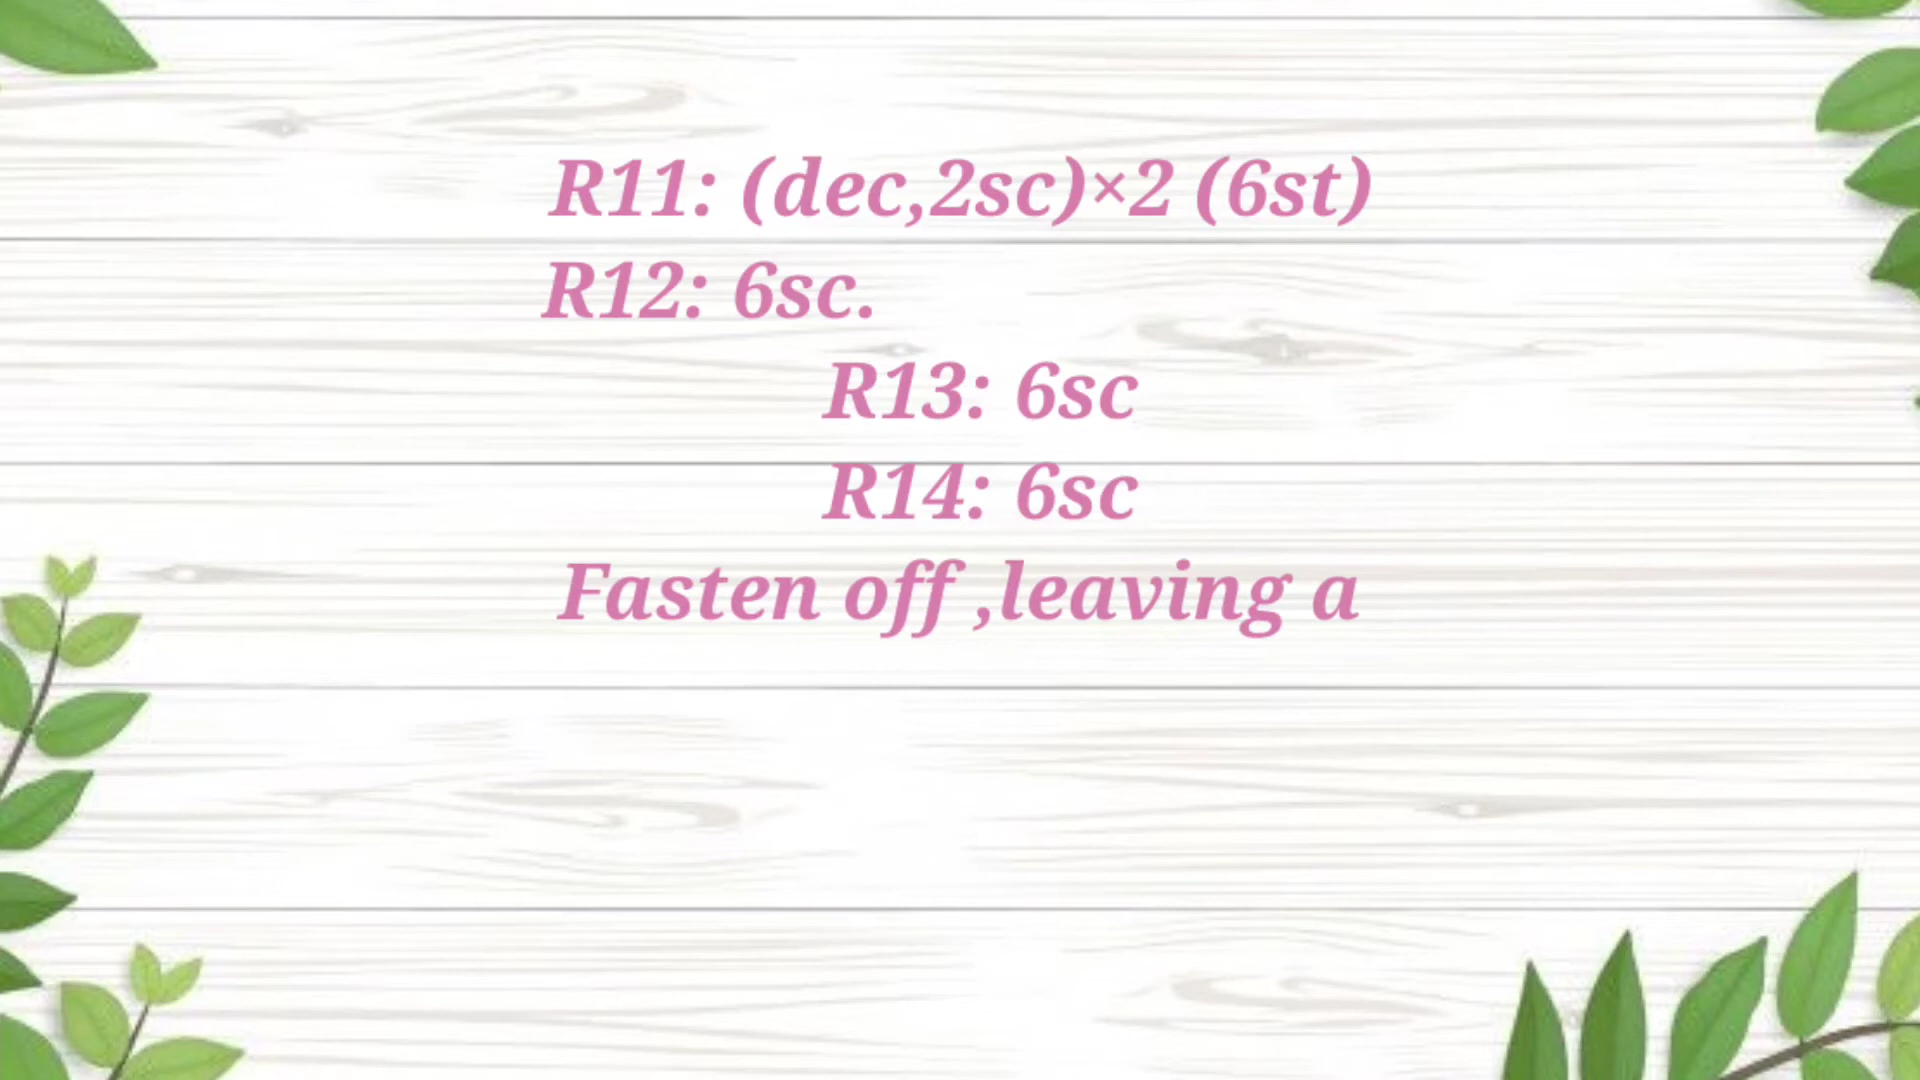 R11: (dec,2sc)×2 (6st)
R12: 6sc.
R13: 6sc
R14: 6sc
Fasten off ,leaving a